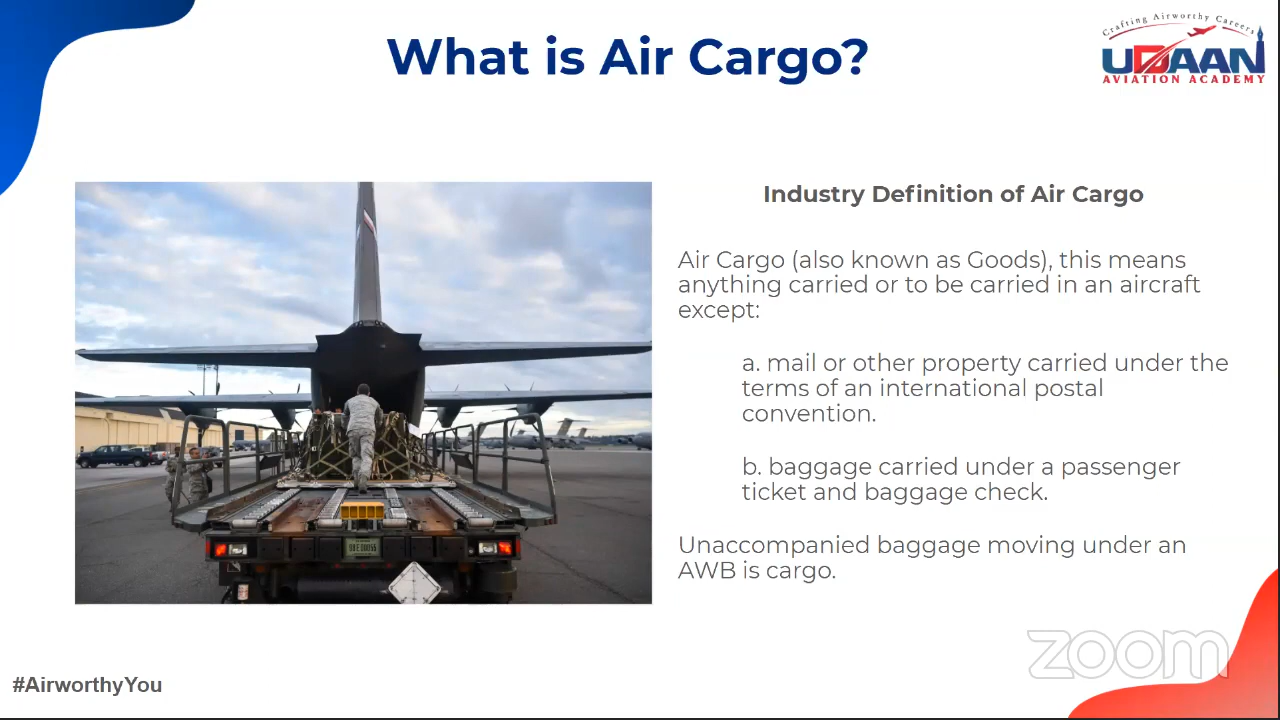 What is Air Cargo?
Crafting Airworthy Careers
UDAAN
AVIATION ACADEMY
Industry Definition of Air Cargo
Air Cargo (also known as Goods), this means
anything carried or to be carried in an aircraft
except:
a. mail or other property carried under the
terms of an international postal
convention.
b. baggage carried under a passenger
ticket and baggage check.
Unaccompanied baggage moving under an
AWB is cargo.
zoom
#AirworthyYou